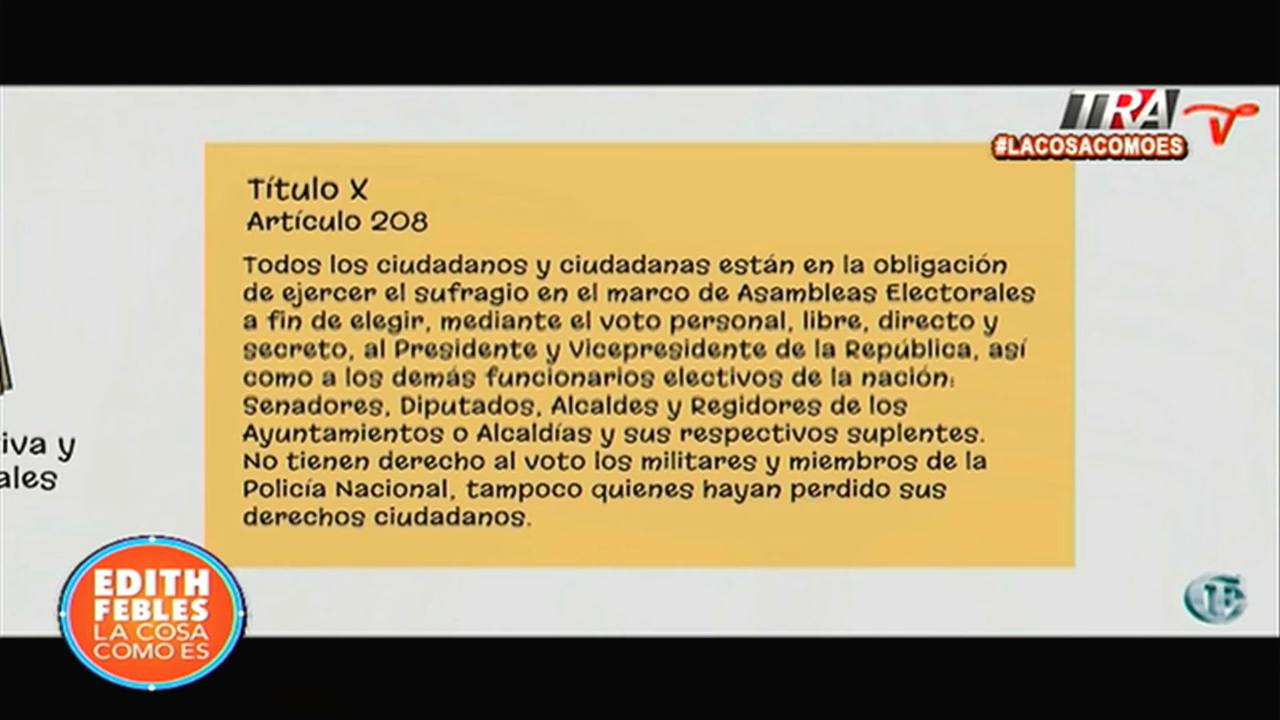 TRA
#LACOSACOMOES
Título X
Artículo 208
Todos los ciudadanos y ciudadanas están en la obligación
de ejercer el sufragio en el marco de Asambleas Electorales
a fin de elegir, mediante el voto personal, libre, directo y
secreto, al Presidente y Vicepresidente de la República, así
como a los demás funcionarios electivos de la nación:
Senadores, Diputados, Alcaldes y Regidores de los
Ayuntamientos o Alcaldías y sus respectivos suplentes.
No tienen derecho al voto los militares y miembros de la
Policía Nacional, tampoco quienes hayan perdido sus
derechos ciudadanos.
iva y
ales
EDITH
FEBLES
LA COSA
COMO ES